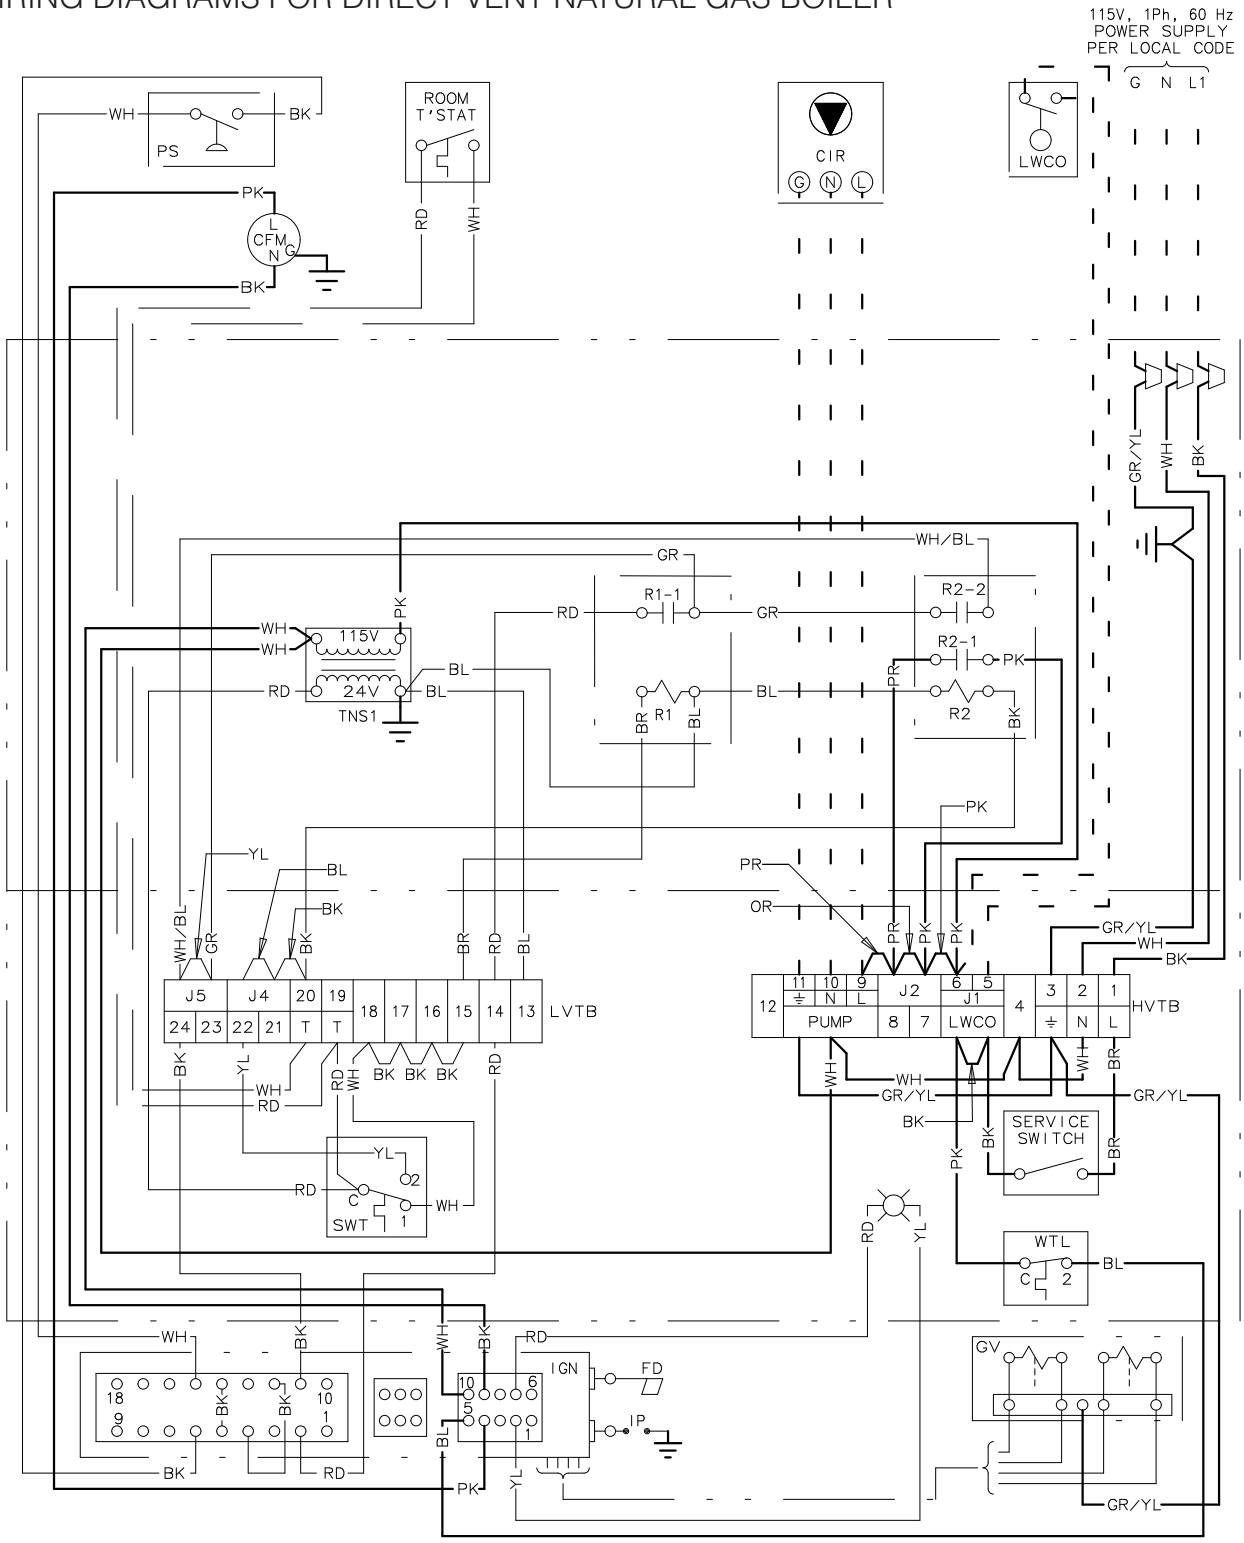 IRING DIAGRAMS FOR DIRECT VENT NATURAL GAS BOILER
115V, 1Ph, 60 Hz
POWER SUPPLY
PER LOCAL CODE
G N L1
WH
BK
PS
ROOM
T'STAT
CIR
G N L
LWCO
PK
L
CFM
G
N
BK
RD
WH
GR/YL
WH
BK
WH/BL
GR
PK
R1-1
R2-2
RD
GR
WH
WH
115V
R2-1
PK
PR
BL
RD
24V
BL
BL
TNS1
BR
R1
BL
R2
BK
PK
YL
PR
BL
BK
OR
WH/BL
GR
BK
BR
RD
BL
PR
PK
PK
GR/YL
WH
BK
J5
J4
20
19
18
17
16
15
14
13
LVTB
24
23
22
21
T
T
12
11
10
9
N
L
J2
6
5
J1
4
3
2
1
HVTB
PUMP
8
7
LWCO
N
L
BK
YL
WH
RD
RD
WH
BK
BK
BK
RD
WH
WH
GR/YL
BK
WH
BR
GR/YL
PK
BK
SERVICE
SWITCH
BR
YL
2
RD
C
WH
SWT
1
RD
YL
WTL
C
2
BL
WH
BK
WH
BK
RD
GV
IGN
FD
18
10
9
1
BK
BK
10
6
5
1
IP
BL
BK
RD
PK
YL
GR/YL